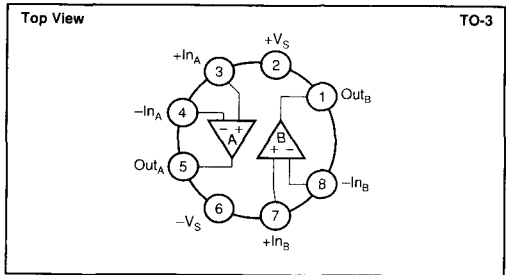 Top View TO-3
+V_S
+In_A
3 2
1 Out_B
-In_A 4
- + B
A
+ -
Out_A 5
8 -In_B
6 7
-V_S
+In_B